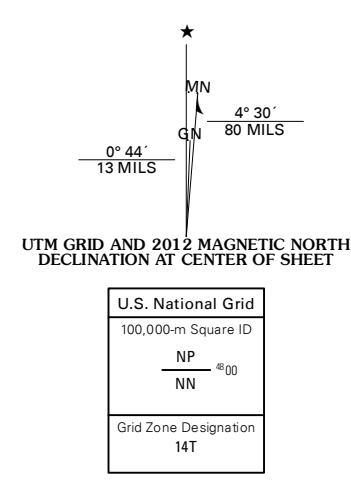 ★
MN
GN
4° 30´
80 MILS
0° 44´
13 MILS
UTM GRID AND 2012 MAGNETIC NORTH
DECLINATION AT CENTER OF SHEET
U.S. National Grid
100,000-m Square ID
NP
4800
NN
Grid Zone Designation
14T